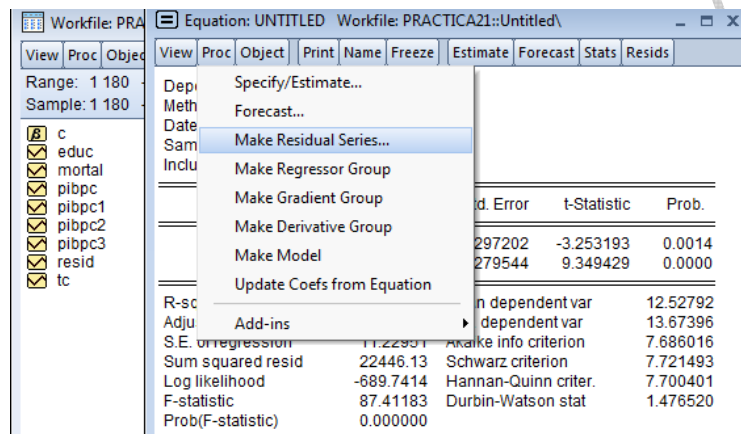 Workfile: PRA
View Proc Objec
Range: 1 180
Sample: 1 180
β c
educ
mortal
pibpc
pibpc1
pibpc2
pibpc3
resid
tc
Equation: UNTITLED Workfile: PRACTICA21::Untitled\
View Proc Object Print Name Freeze Estimate Forecast Stats Resids
Dep
Meth
Date
Sam
Inclu
Specify/Estimate...
Forecast...
Make Residual Series...
Make Regressor Group
Make Gradient Group
Make Derivative Group
Make Model
Update Coefs from Equation
Add-ins
d. Error t-Statistic Prob.
297202 -3.253193 0.0014
279544 9.349429 0.0000
R-sq n dependent var 12.52792
Adju dependent var 13.67396
S.E. of regression 11.22951 Akaike info criterion 7.686016
Sum squared resid 22446.13 Schwarz criterion 7.721493
Log likelihood -689.7414 Hannan-Quinn criter. 7.700401
F-statistic 87.41183 Durbin-Watson stat 1.476520
Prob(F-statistic) 0.000000